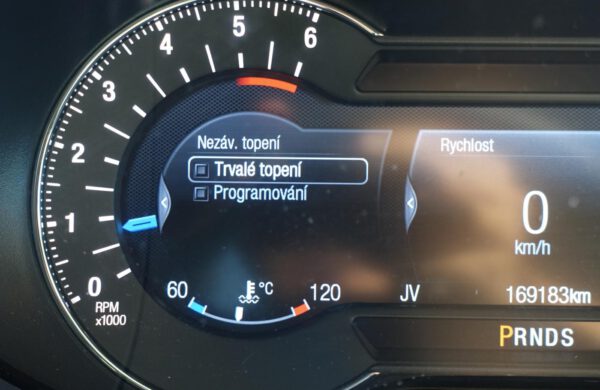 6
5
4
3
2
1
0
RPM
x1000
Nezáv. topení
Trvalé topení
Programování
Rychlost
0
km/h
60
°C
120
JV
169183km
PRNDS